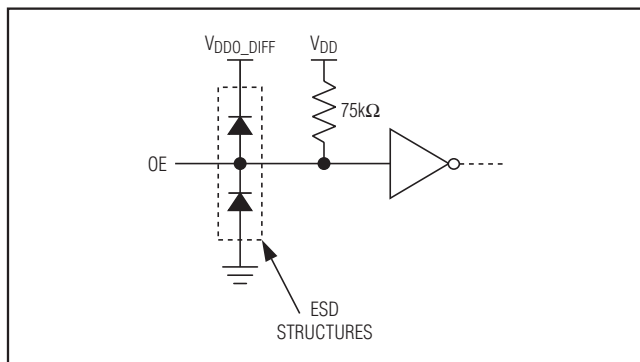 VDDO_DIFF
VDD
75kΩ
OE
ESD
STRUCTURES